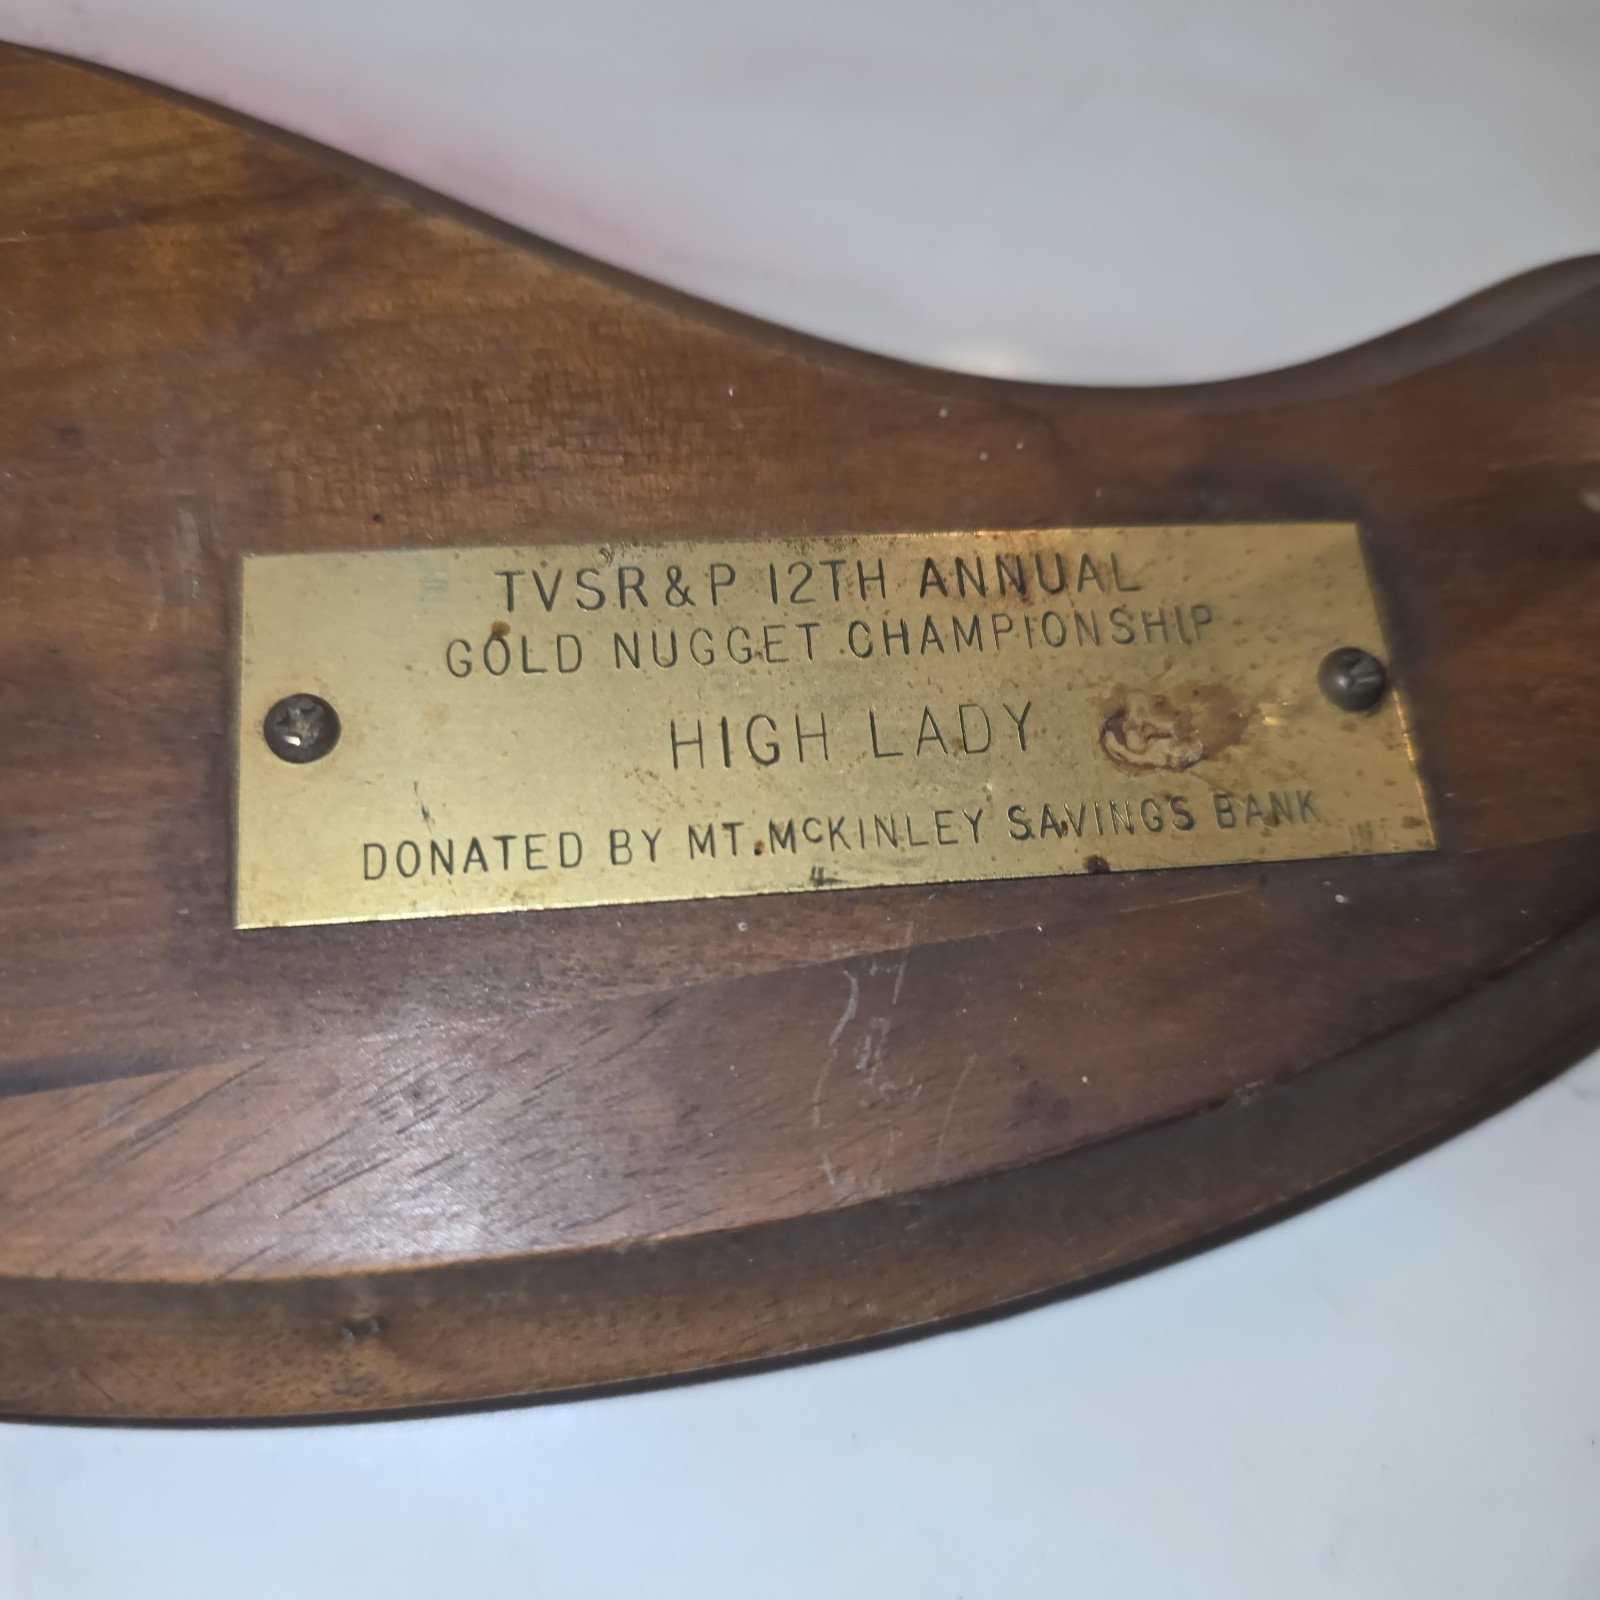 TVSR&P 12TH ANNUAL
GOLD NUGGET CHAMPIONSHIP
HIGH LADY
DONATED BY MT. McKINLEY SAVINGS BANK